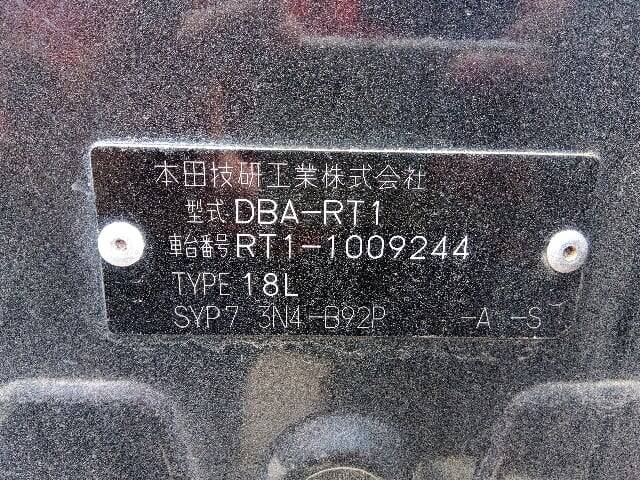 本田技研工業株式会社
型式 DBA-RT1
車台番号 RT1-1009244
TYPE 18L
SYP7 3N4-B92P -A -S